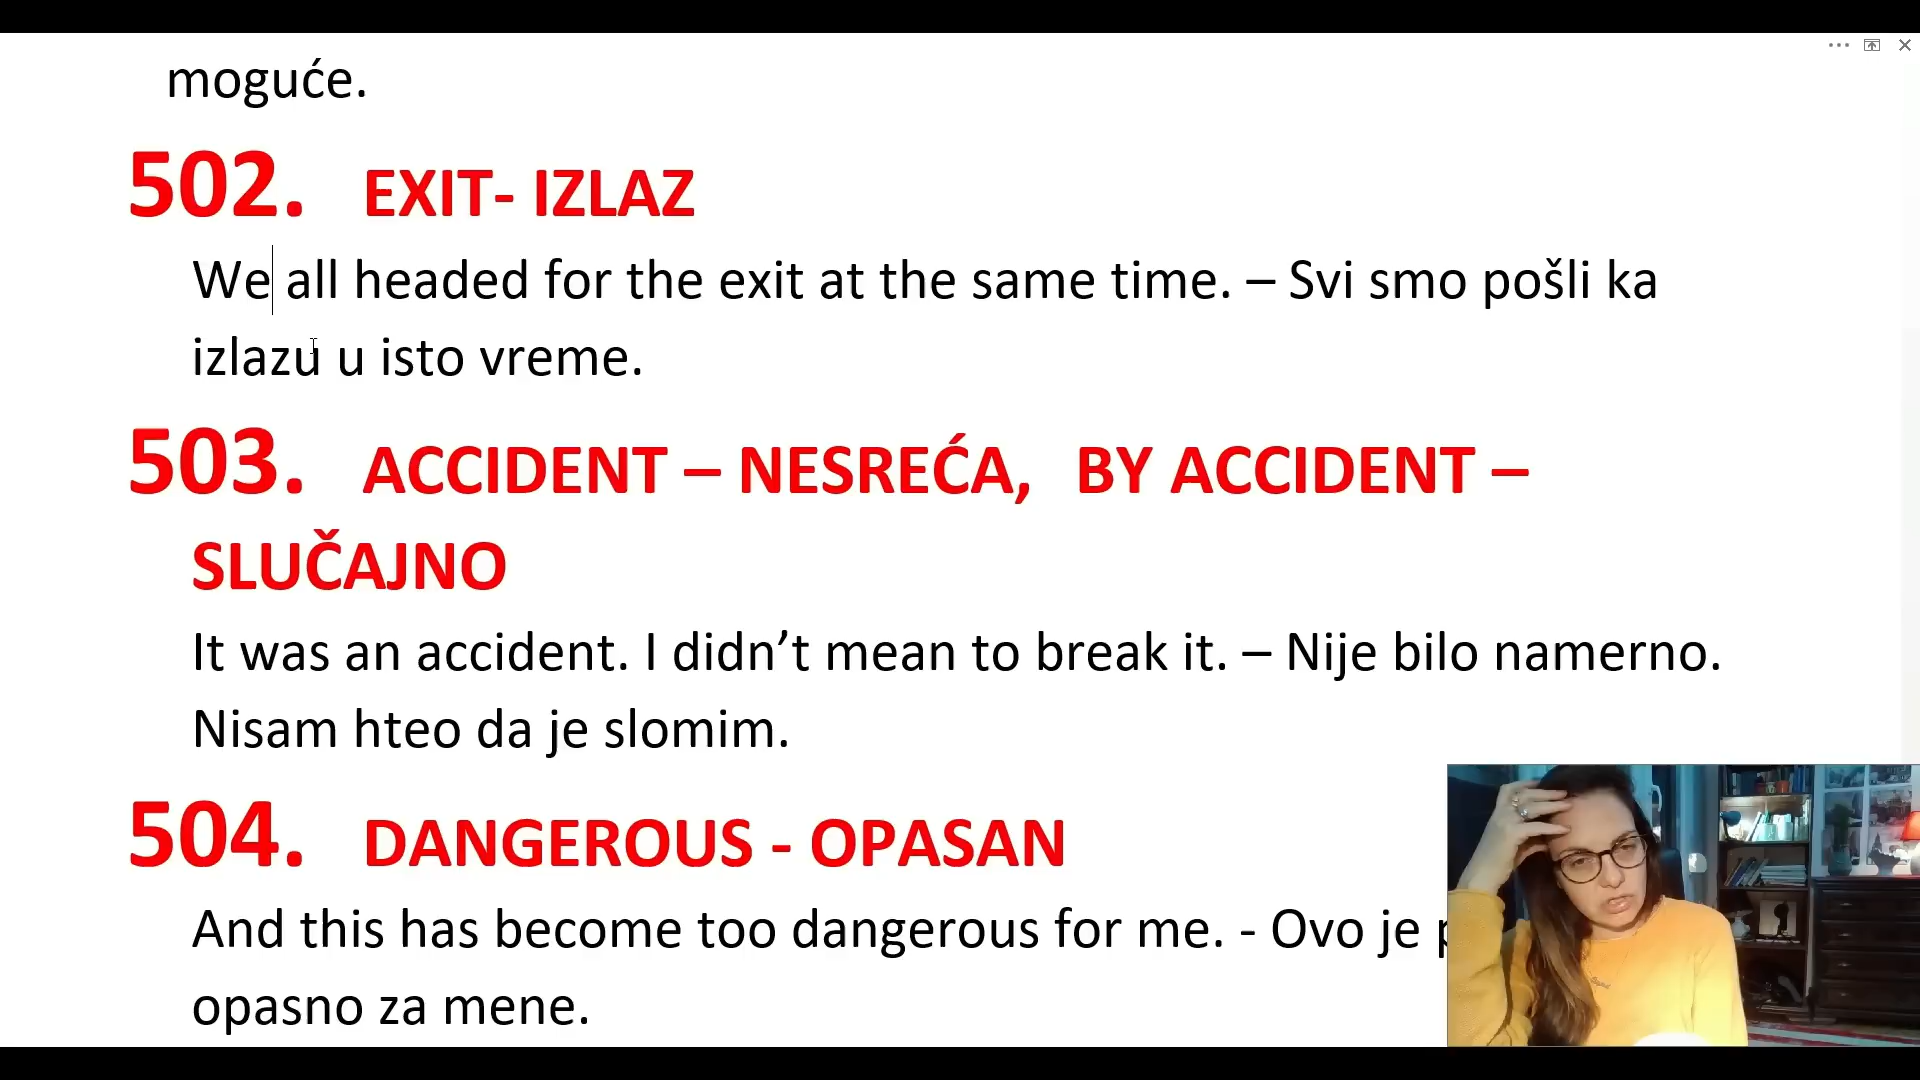 moguće.
502. EXIT- IZLAZ
We all headed for the exit at the same time. – Svi smo pošli ka
izlazu u isto vreme.
503. ACCIDENT – NESREĆA, BY ACCIDENT –
SLUČAJNO
It was an accident. I didn’t mean to break it. – Nije bilo namerno.
Nisam hteo da je slomim.
504. DANGEROUS - OPASAN
And this has become too dangerous for me. - Ovo je
opasno za mene.